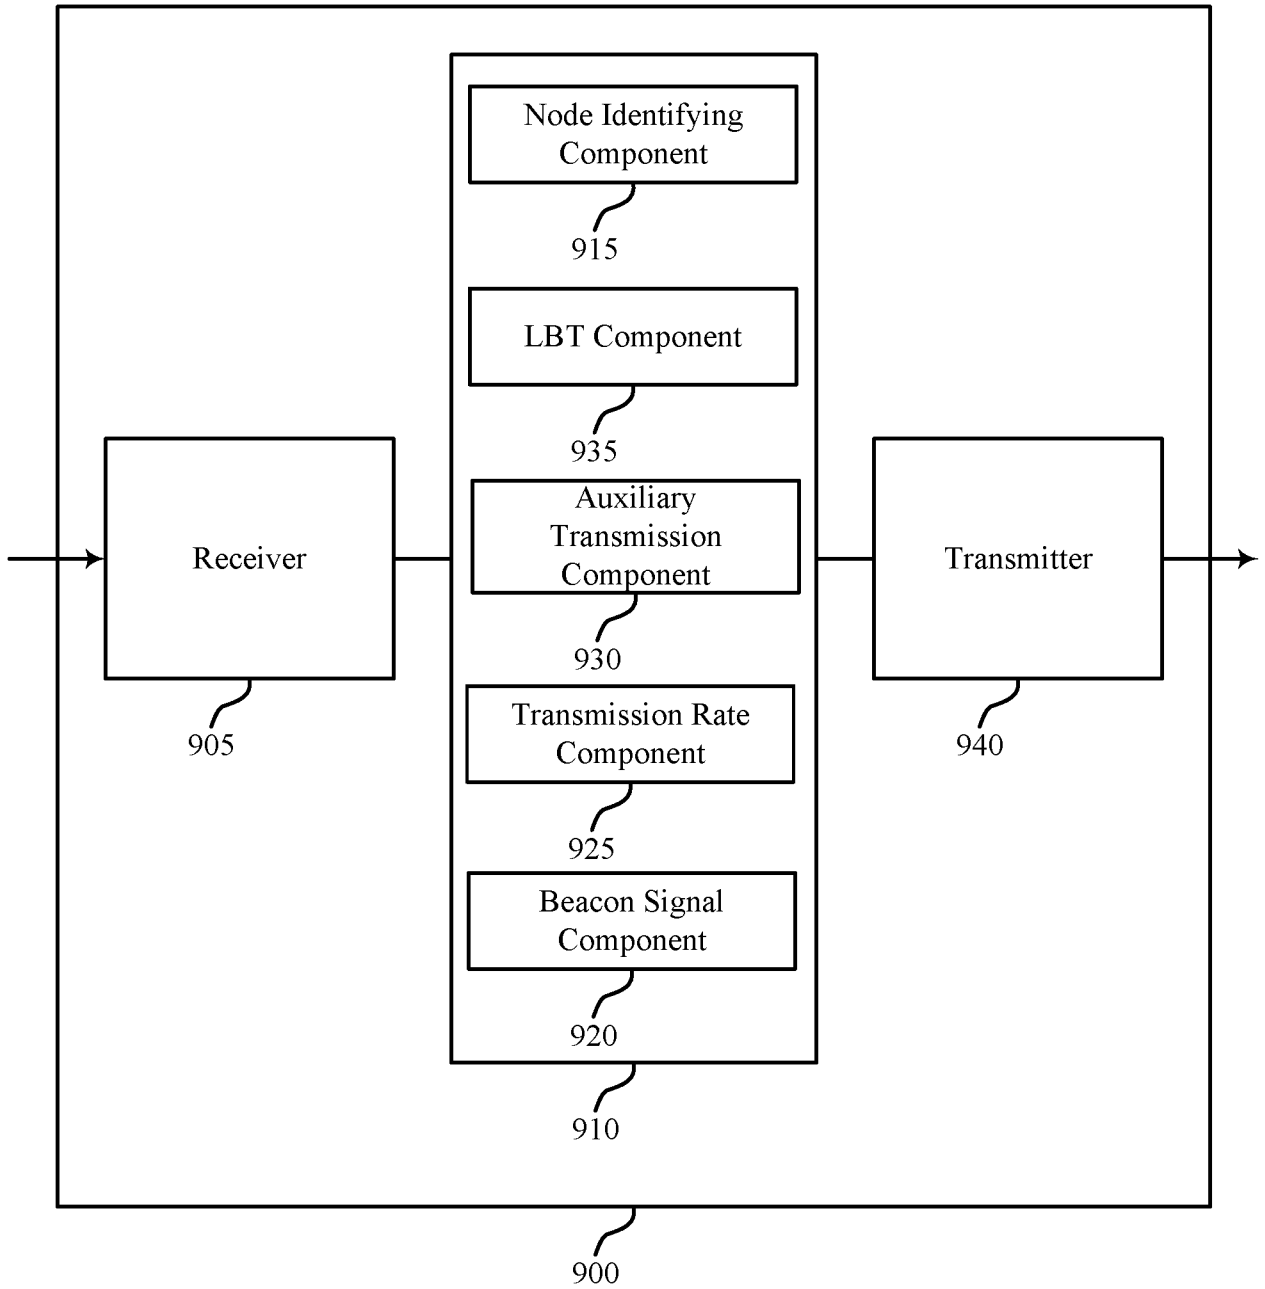 Node Identifying
Component
915
LBT Component
935
Auxiliary
Transmission
Component
930
Receiver
905
Transmitter
940
Transmission Rate
Component
925
Beacon Signal
Component
920
910
900